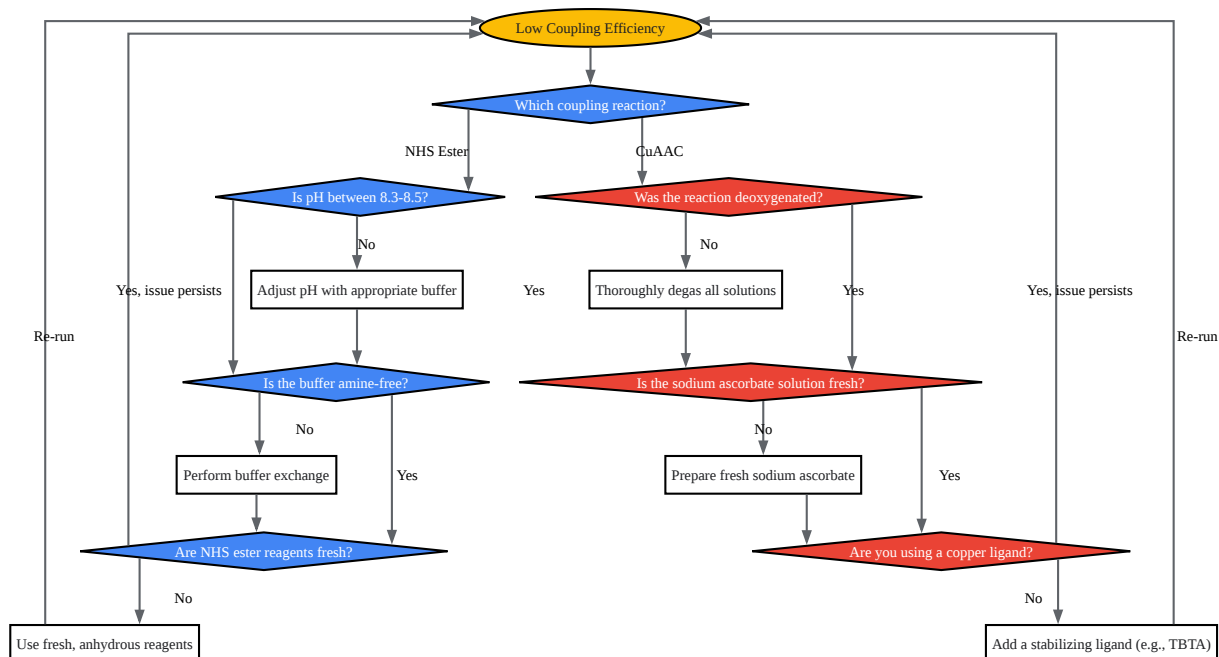 Low Coupling Efficiency
Which coupling reaction?
NHS Ester
CuAAC
Is pH between 8.3-8.5?
Was the reaction deoxygenated?
No
No
Yes, issue persists
Adjust pH with appropriate buffer
Yes
Thoroughly degas all solutions
Yes
Yes, issue persists
Re-run
Re-run
Is the buffer amine-free?
Is the sodium ascorbate solution fresh?
No
No
Perform buffer exchange
Yes
Prepare fresh sodium ascorbate
Yes
Are NHS ester reagents fresh?
Are you using a copper ligand?
No
No
Use fresh, anhydrous reagents
Add a stabilizing ligand (e.g., TBTA)